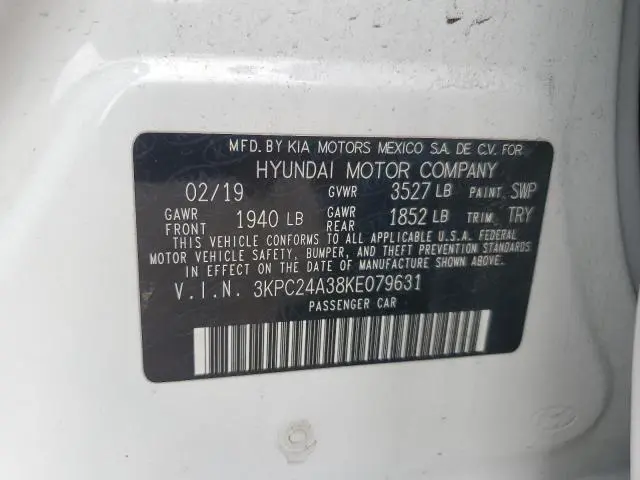 MFD. BY KIA MOTORS MEXICO S.A. DE C.V. FOR
HYUNDAI MOTOR COMPANY
02/19 GVWR 3527 LB PAINT SWP
GAWR FRONT 1940 LB GAWR REAR 1852 LB TRIM TRY
THIS VEHICLE CONFORMS TO ALL APPLICABLE U.S.A. FEDERAL
MOTOR VEHICLE SAFETY, BUMPER, AND THEFT PREVENTION STANDARDS
IN EFFECT ON THE DATE OF MANUFACTURE SHOWN ABOVE.
V.I.N. 3KPC24A38KE079631
PASSENGER CAR